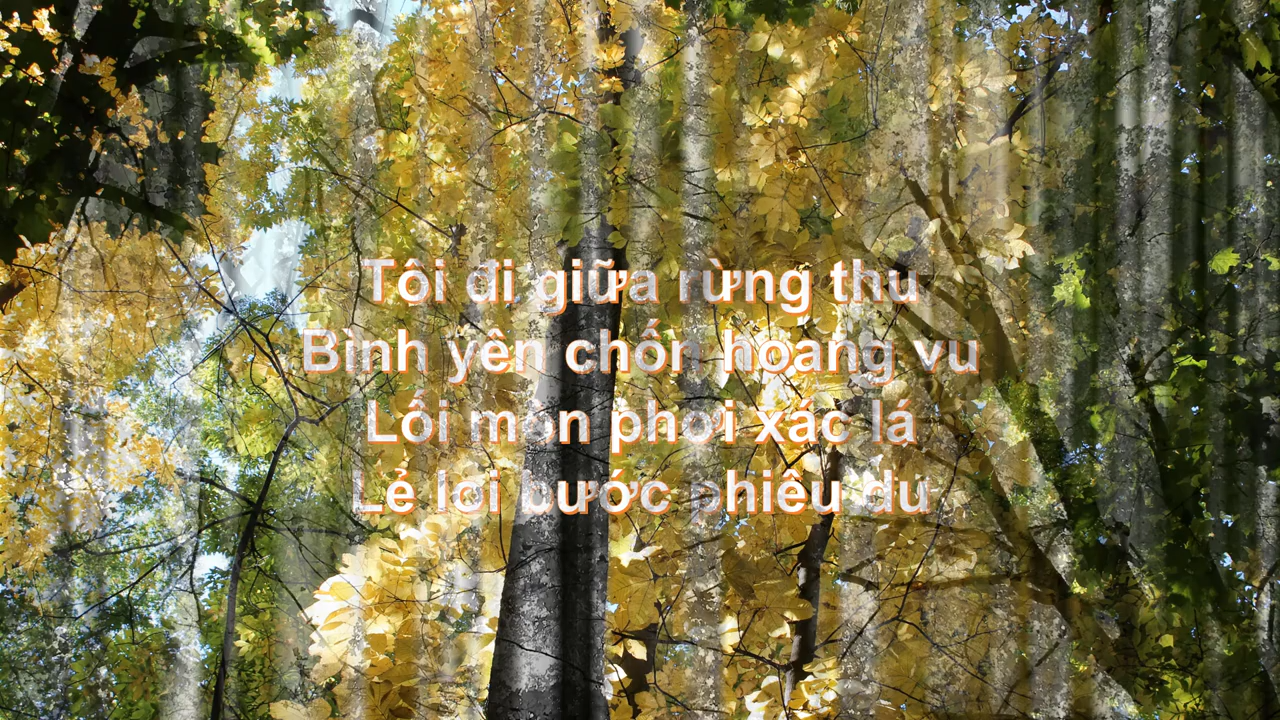 Tôi đi giữa rừng thu
Bình yên chốn hoang vu
Lối mòn phơi xác lá
Lẻ loi bước phiêu du